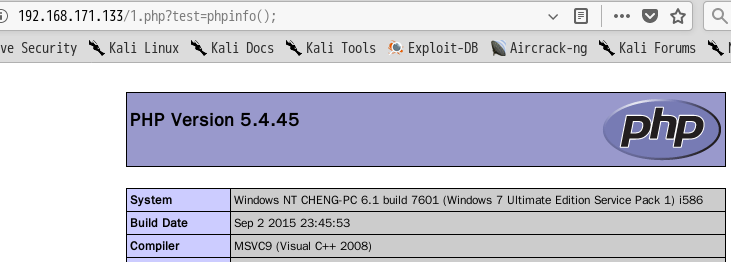 192.168.171.133/1.php?test=phpinfo();
ve Security Kali Linux Kali Docs Kali Tools Exploit-DB Aircrack-ng Kali Forums
PHP Version 5.4.45
php
System Windows NT CHENG-PC 6.1 build 7601 (Windows 7 Ultimate Edition Service Pack 1) i586
Build Date Sep 2 2015 23:45:53
Compiler MSVC9 (Visual C++ 2008)